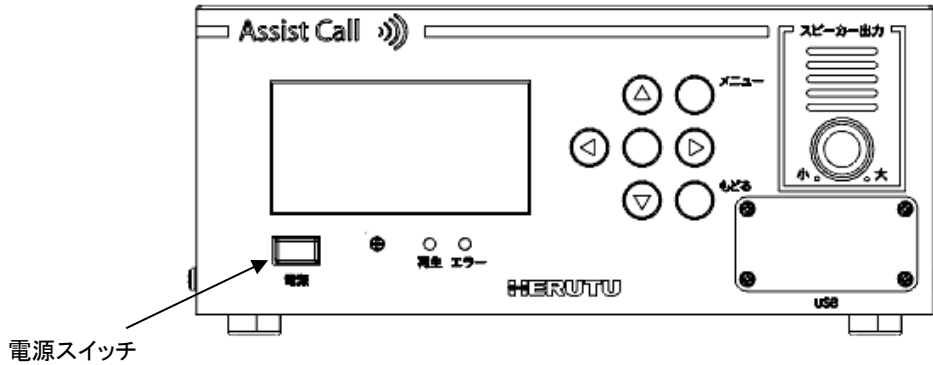 Assist Call
スピーカー出力
メニュー
小
大
もどる
再生 エラー
電源
HERUTU
USB
電源スイッチ